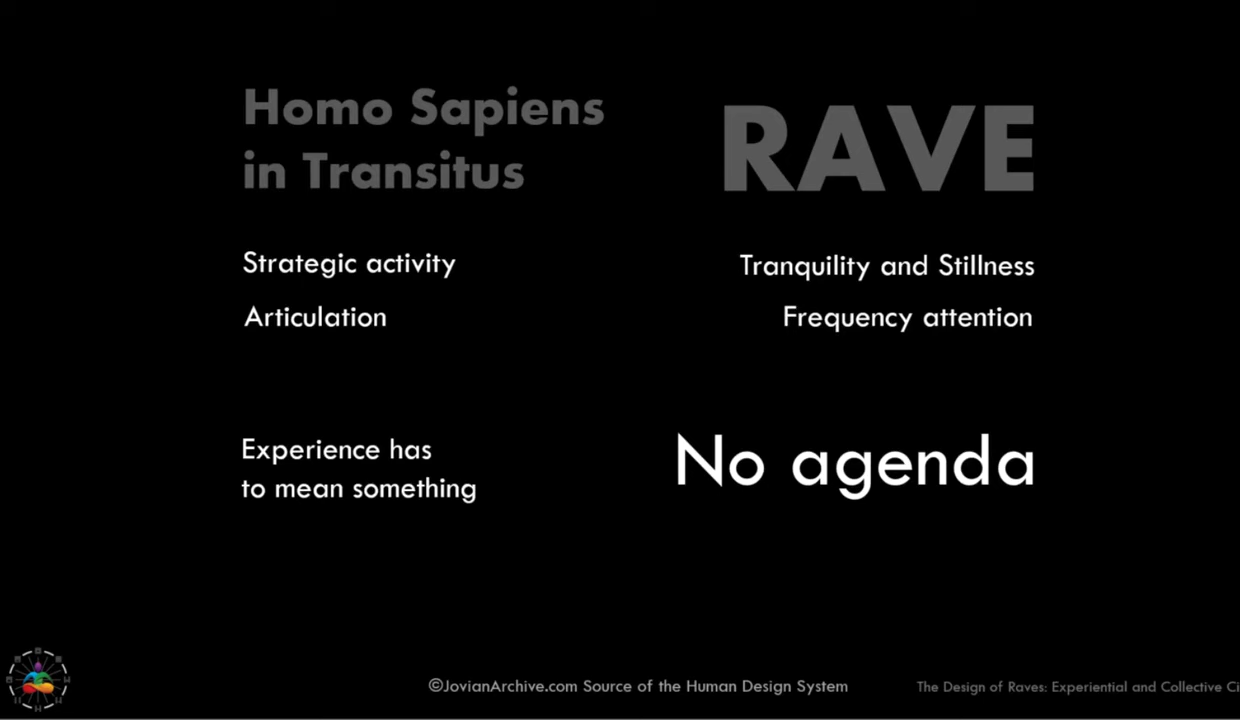 Homo Sapiens
in Transitus
Strategic activity
Articulation
Experience has
to mean something
RAVE
Tranquility and Stillness
Frequency attention
No agenda
©JovianArchive.com Source of the Human Design System
The Design of Raves: Experiential and Collective Ci